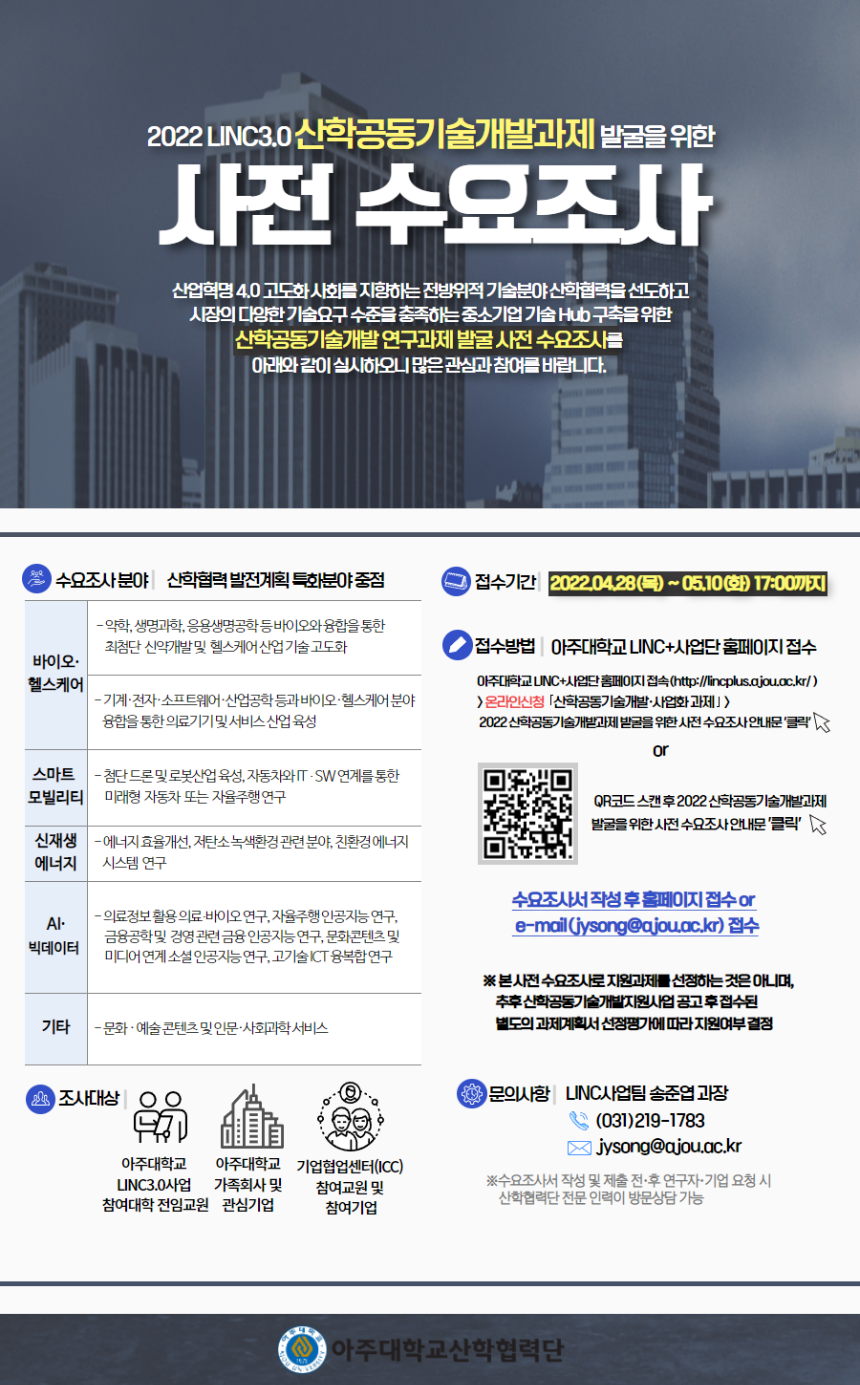 2022 LINC3.0 산학공동기술개발과제 발굴을 위한
사전 수요조사
산업혁명 4.0 고도화 사회를 지향하는 전방위적 기술분야 산학협력을 선도하고
시장의 다양한 기술요구 수준을 충족하는 중소기업 기술 Hub 구축을 위한
산학공동기술개발 연구과제 발굴 사전 수요조사를
아래와 같이 실시하오니 많은 관심과 참여를 바랍니다.
수요조사 분야 | 산학협력 발전계획 특화분야 중점
바이오·
헬스케어
- 약학, 생명과학, 응용생명공학 등 바이오와 융합을 통한
최첨단 신약개발 및 헬스케어 산업 기술 고도화
- 기계·전자·소프트웨어·산업공학 등과 바이오·헬스케어 분야
융합을 통한 의료기기 및 서비스 산업 육성
스마트
모빌리티
- 첨단 드론 및 로봇산업 육성, 자동차와 IT·SW 연계를 통한
미래형 자동차 또는 자율주행 연구
신재생
에너지
- 에너지 효율개선, 저탄소 녹색환경 관련 분야, 친환경 에너지
시스템 연구
AI·
빅데이터
- 의료정보 활용 의료·바이오 연구, 자율주행 인공지능 연구,
금융공학 및 경영 관련 금융 인공지능 연구, 문화콘텐츠 및
미디어 연계 소셜 인공지능 연구, 고기술 ICT 융복합 연구
기타
- 문화·예술 콘텐츠 및 인문·사회과학 서비스
조사대상 |
아주대학교
LINC3.0사업
참여대학 전임교원
아주대학교
가족회사 및
관심기업
기업협업센터(ICC)
참여교원 및
참여기업
접수기간 | 2022.04.28(목) ~ 05.10(화) 17:00까지
접수방법 | 아주대학교 LINC+사업단 홈페이지 접수
아주대학교 LINC+사업단 홈페이지 접속(http://lincplus.ajou.ac.kr/)
> 온라인신청 「산학공동기술개발·사업화 과제」 >
2022 산학공동기술개발과제 발굴을 위한 사전 수요조사 안내문 '클릭'
or
QR코드 스캔 후 2022 산학공동기술개발과제
발굴을 위한 사전 수요조사 안내문 '클릭'
수요조사서 작성 후 홈페이지 접수 or
e-mail(jysong@ajou.ac.kr) 접수
※ 본 사전 수요조사로 지원과제를 선정하는 것은 아니며,
추후 산학공동기술개발지원사업 공고 후 접수된
별도의 과제계획서 선정평가에 따라 지원여부 결정
문의사항 | LINC사업팀 송준엽 과장
(031)219-1783
jysong@ajou.ac.kr
※수요조사서 작성 및 제출 전·후 연구자·기업 요청 시
산학협력단 전문 인력이 방문상담 가능
아주대학교산학협력단